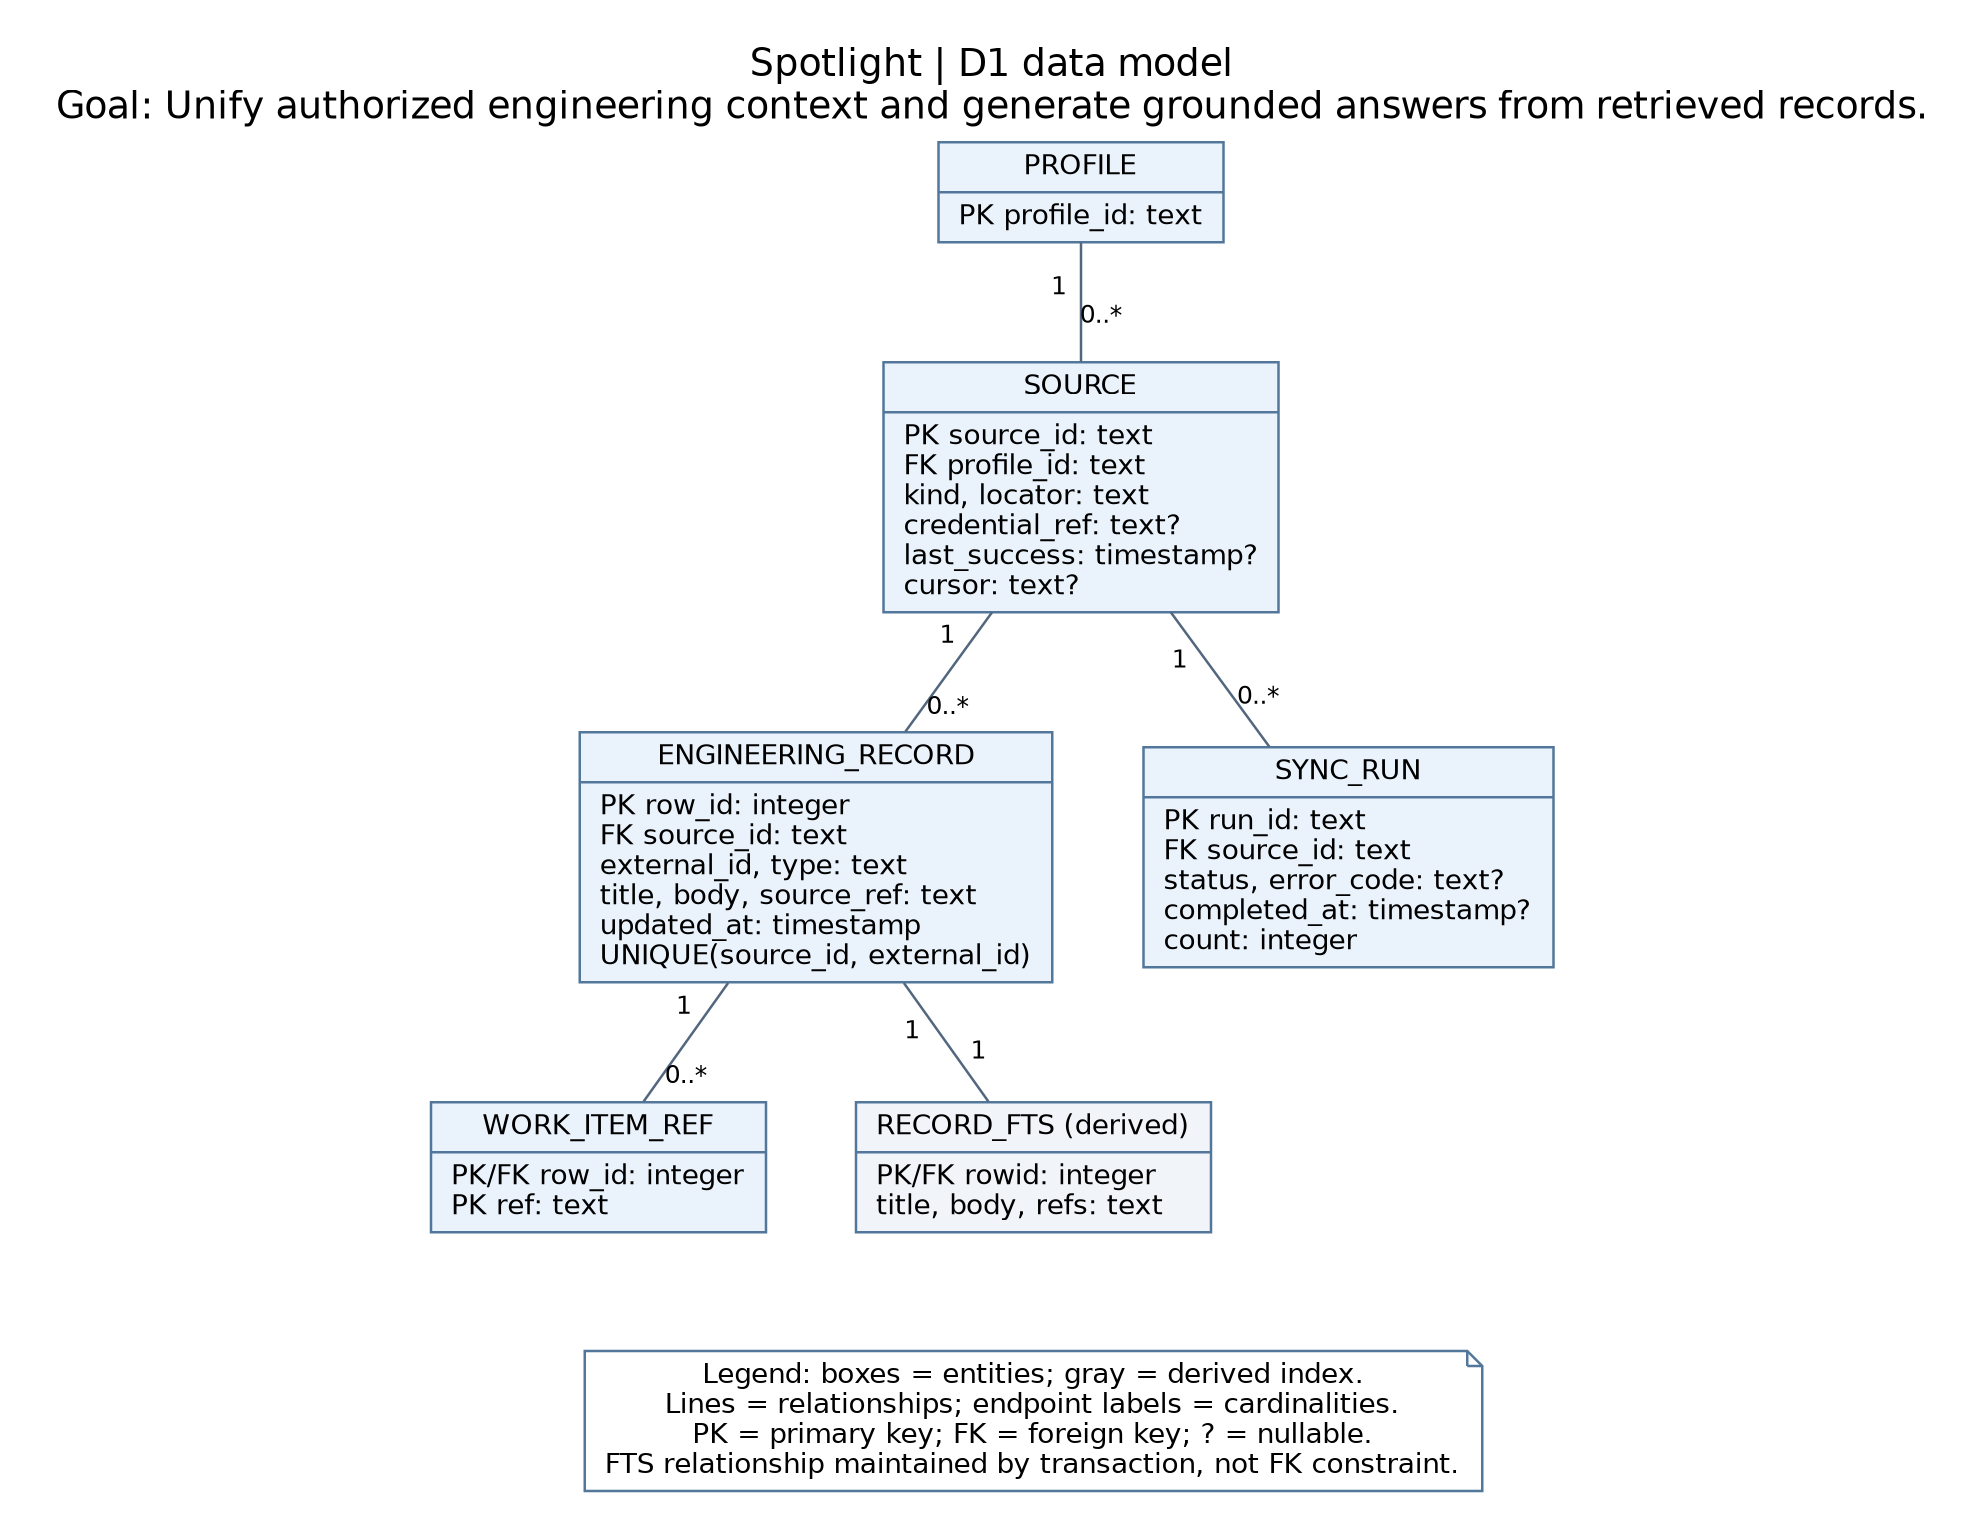 Spotlight | D1 data model
Goal: Unify authorized engineering context and generate grounded answers from retrieved records.
PROFILE
PK profile_id: text
1
0..*
SOURCE
PK source_id: text
FK profile_id: text
kind, locator: text
credential_ref: text?
last_success: timestamp?
cursor: text?
1
0..*
1
0..*
ENGINEERING_RECORD
PK row_id: integer
FK source_id: text
external_id, type: text
title, body, source_ref: text
updated_at: timestamp
UNIQUE(source_id, external_id)
SYNC_RUN
PK run_id: text
FK source_id: text
status, error_code: text?
completed_at: timestamp?
count: integer
1
0..*
1
1
WORK_ITEM_REF
PK/FK row_id: integer
PK ref: text
RECORD_FTS (derived)
PK/FK rowid: integer
title, body, refs: text
Legend: boxes = entities; gray = derived index.
Lines = relationships; endpoint labels = cardinalities.
PK = primary key; FK = foreign key; ? = nullable.
FTS relationship maintained by transaction, not FK constraint.